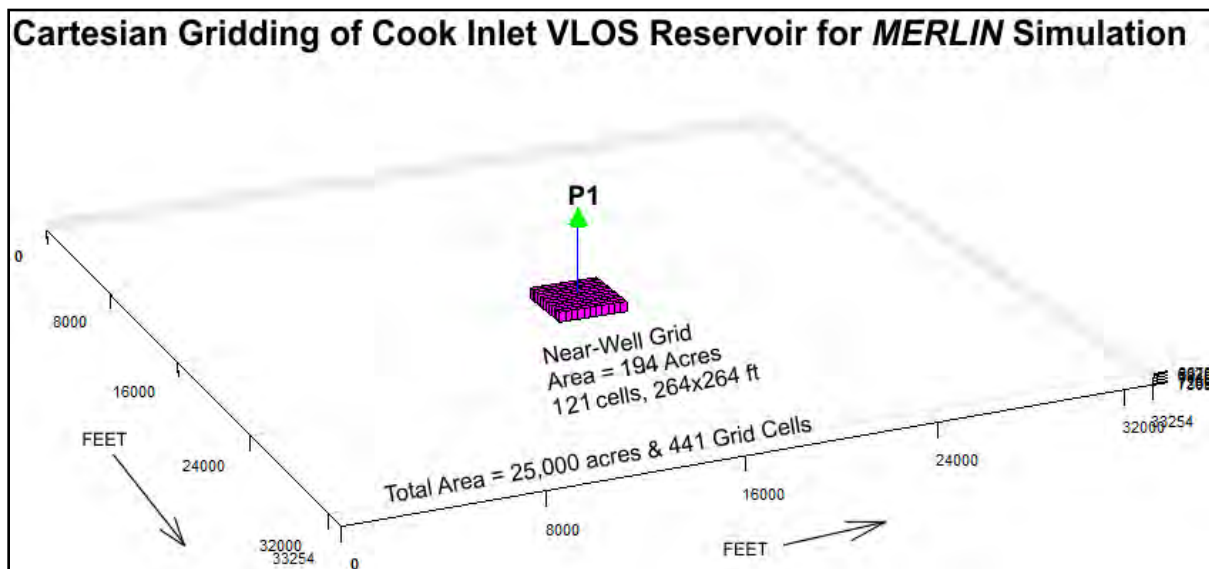 Cartesian Gridding of Cook Inlet VLOS Reservoir for MERLIN Simulation
P1
0
8000
16000
24000
32000
33254
FEET
Near-Well Grid
Area = 194 Acres
121 cells, 264x264 ft
Total Area = 25,000 acres & 441 Grid Cells
0
8000
16000
24000
32000
33254
FEET